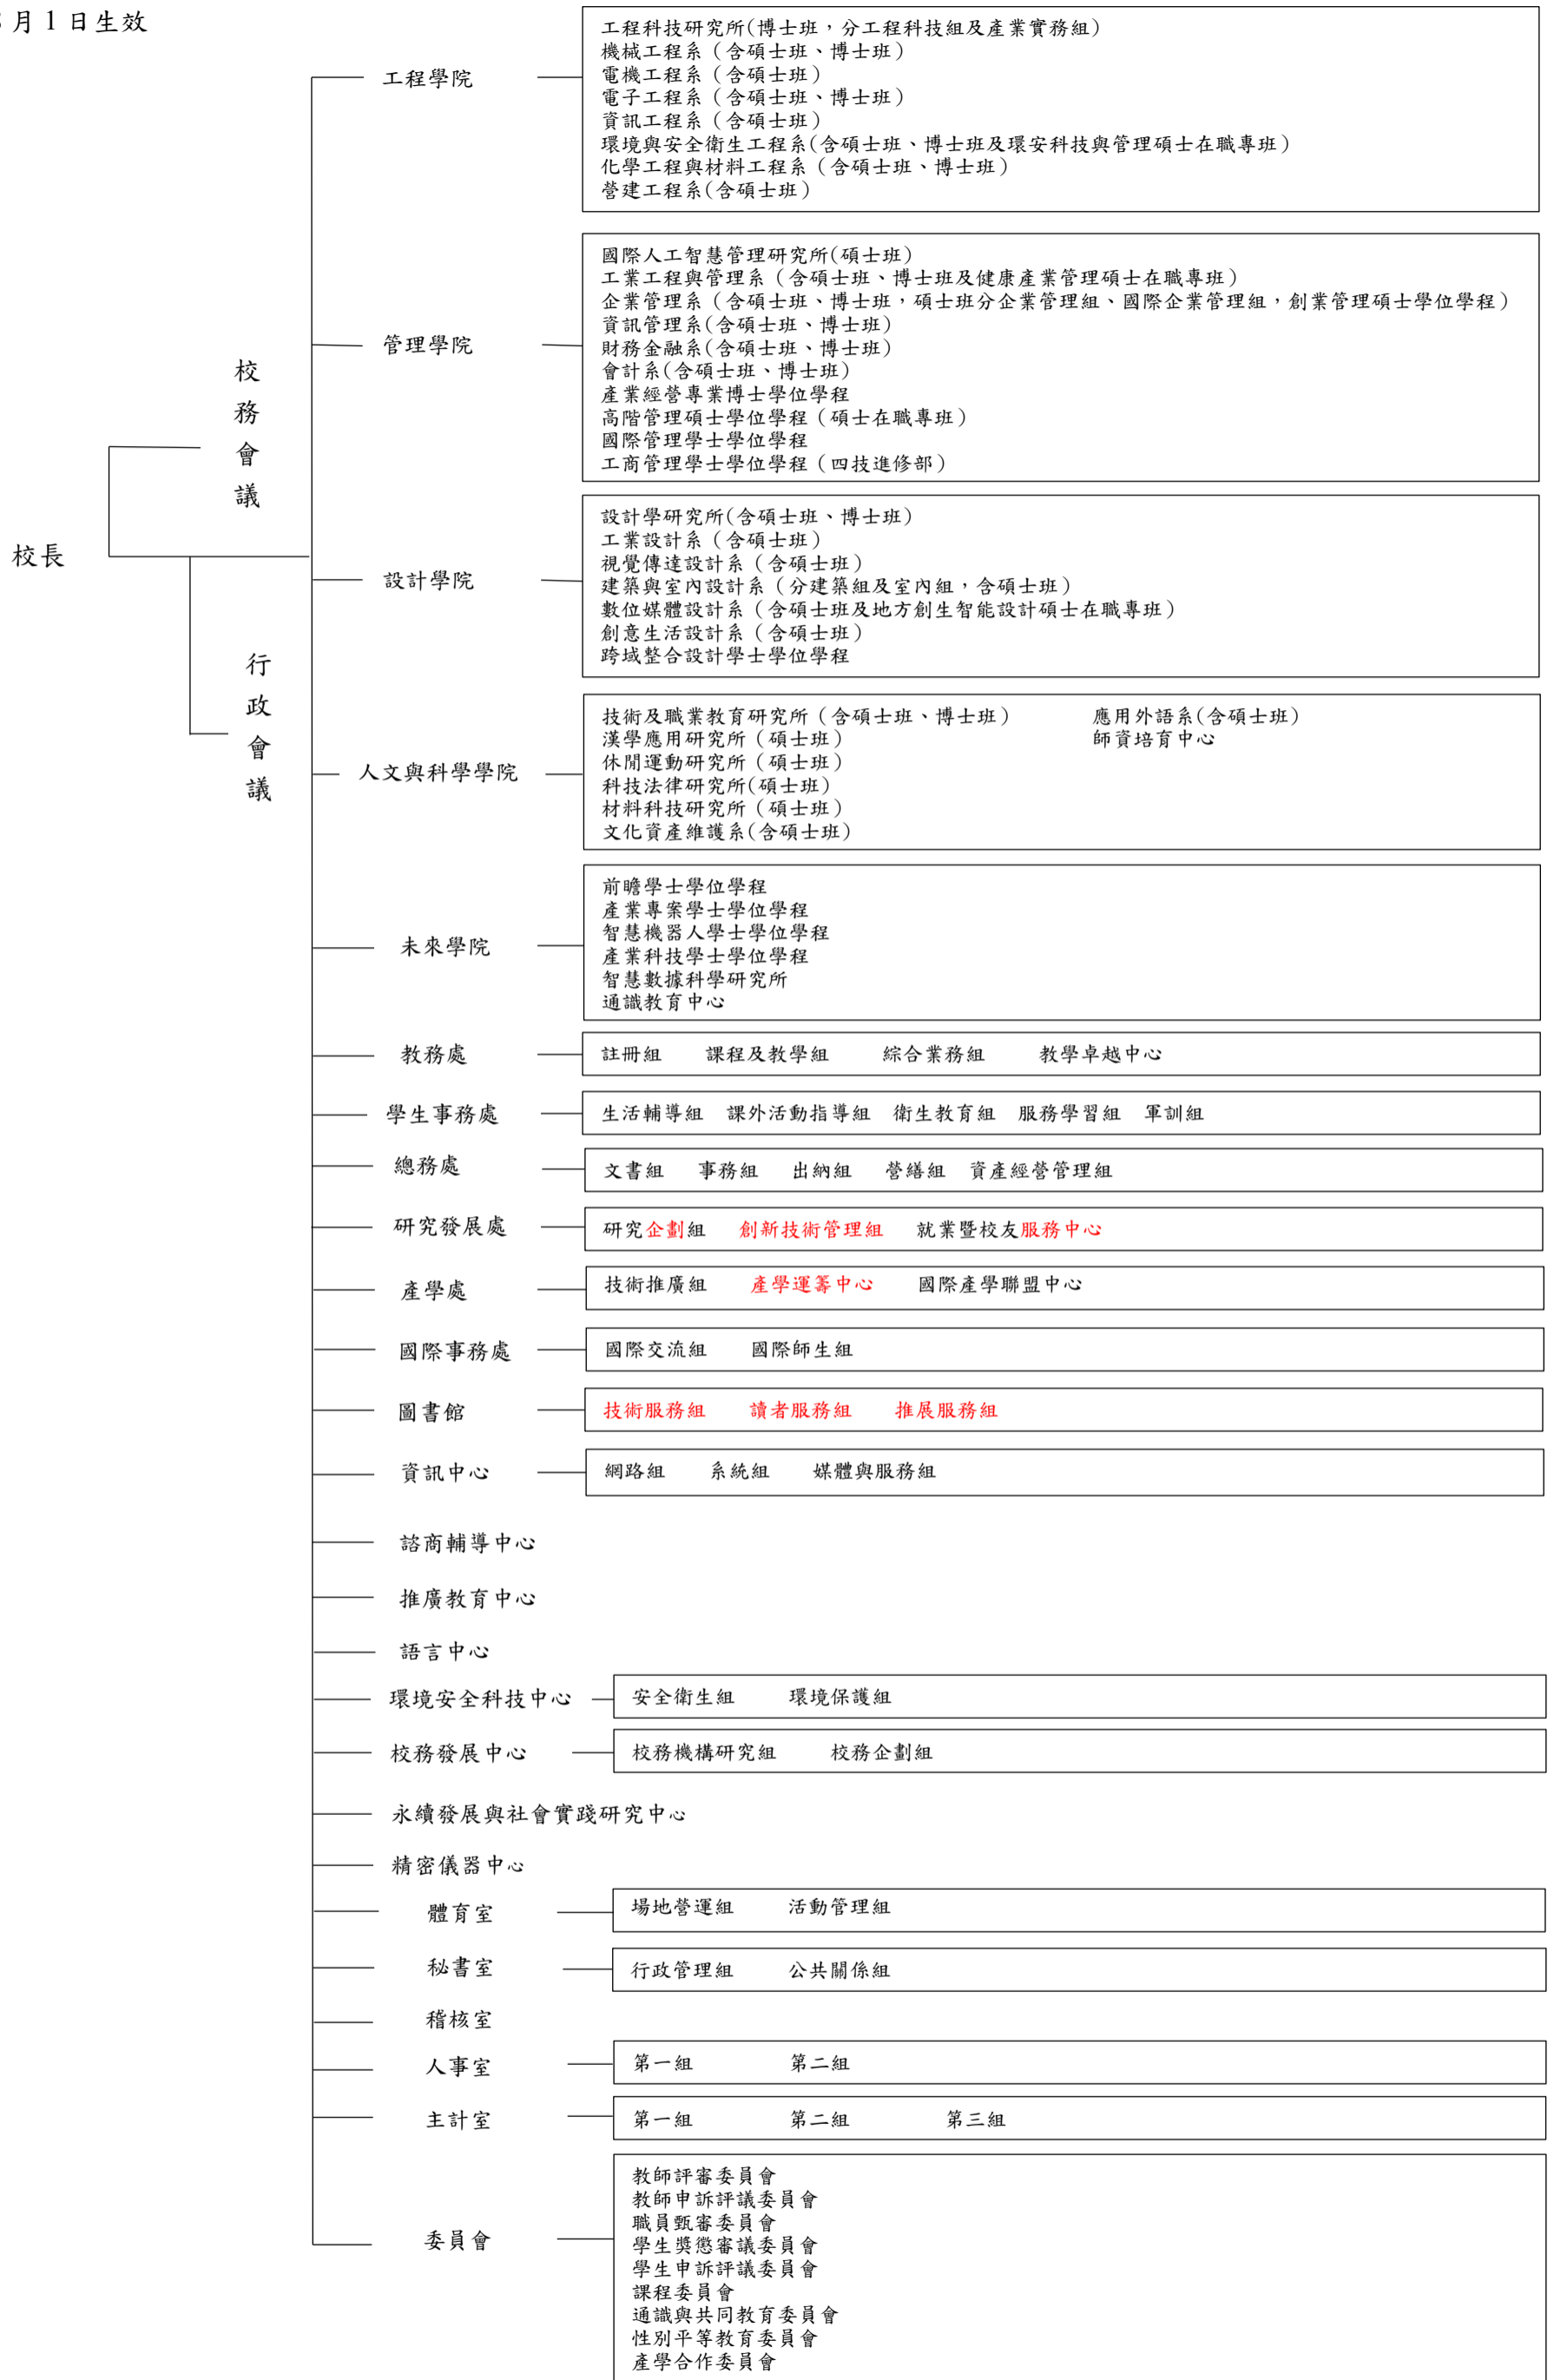 月1日生效
校長
校務會議
行政會議
工程學院
工程科技研究所(博士班，分工程科技組及產業實務組)
機械工程系（含碩士班、博士班）
電機工程系（含碩士班）
電子工程系（含碩士班、博士班）
資訊工程系（含碩士班）
環境與安全衛生工程系(含碩士班、博士班及環安科技與管理碩士在職專班）
化學工程與材料工程系（含碩士班、博士班）
營建工程系(含碩士班）
管理學院
國際人工智慧管理研究所(碩士班）
工業工程與管理系（含碩士班、博士班及健康產業管理碩士在職專班）
企業管理系（含碩士班、博士班，碩士班分企業管理組、國際企業管理組，創業管理碩士學位學程）
資訊管理系(含碩士班、博士班）
財務金融系(含碩士班、博士班）
會計系(含碩士班、博士班）
產業經營專業博士學位學程
高階管理碩士學位學程（碩士在職專班）
國際管理學士學位學程
工商管理學士學位學程（四技進修部）
設計學院
設計學研究所(含碩士班、博士班）
工業設計系（含碩士班）
視覺傳達設計系（含碩士班）
建築與室內設計系（分建築組及室內組，含碩士班）
數位媒體設計系（含碩士班及地方創生智能設計碩士在職專班）
創意生活設計系（含碩士班）
跨域整合設計學士學位學程
人文與科學學院
技術及職業教育研究所（含碩士班、博士班） 應用外語系(含碩士班）
漢學應用研究所（碩士班） 師資培育中心
休閒運動研究所（碩士班）
科技法律研究所(碩士班）
材料科技研究所（碩士班）
文化資產維護系(含碩士班）
未來學院
前瞻學士學位學程
產業專案學士學位學程
智慧機器人學士學位學程
產業科技學士學位學程
智慧數據科學研究所
通識教育中心
教務處 註冊組 課程及教學組 綜合業務組 教學卓越中心
學生事務處 生活輔導組 課外活動指導組 衛生教育組 服務學習組 軍訓組
總務處 文書組 事務組 出納組 營繕組 資產經營管理組
研究發展處 研究企劃組 創新技術管理組 就業暨校友服務中心
產學處 技術推廣組 產學運籌中心 國際產學聯盟中心
國際事務處 國際交流組 國際師生組
圖書館 技術服務組 讀者服務組 推展服務組
資訊中心 網路組 系統組 媒體與服務組
諮商輔導中心
推廣教育中心
語言中心
環境安全科技中心 安全衛生組 環境保護組
校務發展中心 校務機構研究組 校務企劃組
永續發展與社會實踐研究中心
精密儀器中心
體育室 場地營運組 活動管理組
秘書室 行政管理組 公共關係組
稽核室
人事室 第一組 第二組
主計室 第一組 第二組 第三組
委員會
教師評審委員會
教師申訴評議委員會
職員甄審委員會
學生獎懲審議委員會
學生申訴評議委員會
課程委員會
通識與共同教育委員會
性別平等教育委員會
產學合作委員會